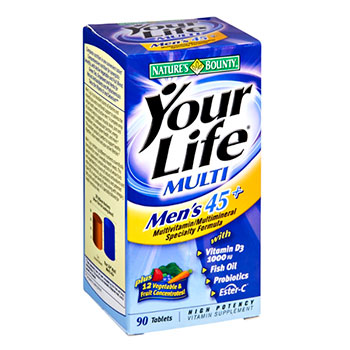 NATURE'S BOUNTY
Your
Life
MULTI
Men's 45+
Multivitamin/Multimineral
Specialty Formula
with
Vitamin D3
1000 IU
Fish Oil
Probiotics
Ester-C
plus
12 Vegetable &
Fruit Concentrates!
90 Tablets
HIGH POTENCY
VITAMIN SUPPLEMENT